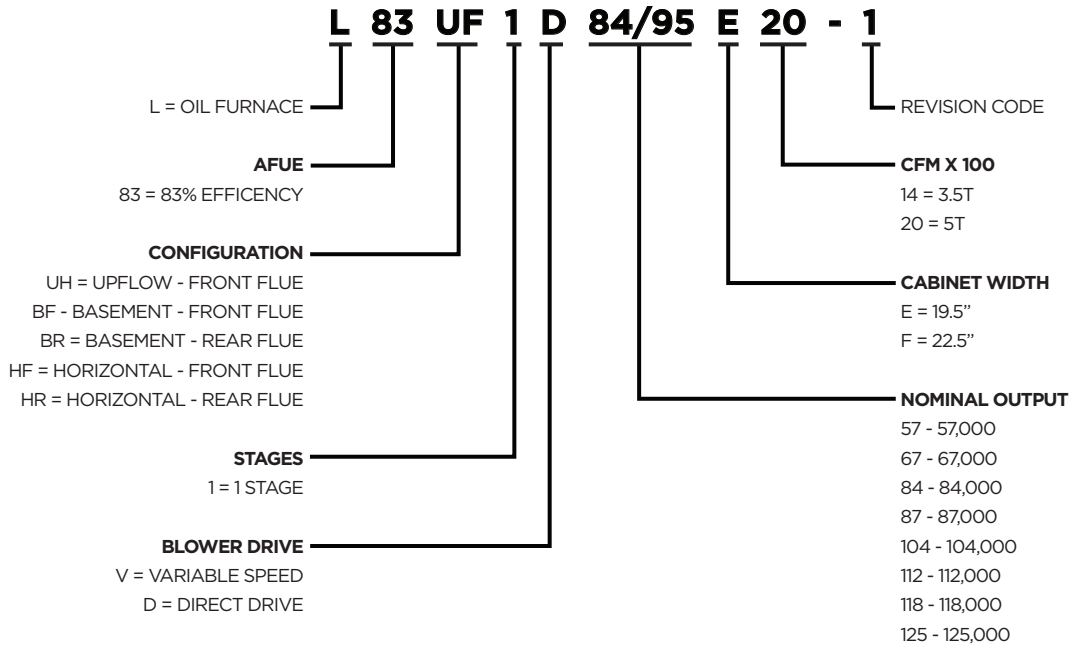 L 83 UF 1 D 84/95 E 20 - 1
L = OIL FURNACE
AFUE
83 = 83% EFFICENCY
CONFIGURATION
UH = UPFLOW - FRONT FLUE
BF - BASEMENT - FRONT FLUE
BR = BASEMENT - REAR FLUE
HF = HORIZONTAL - FRONT FLUE
HR = HORIZONTAL - REAR FLUE
STAGES
1 = 1 STAGE
BLOWER DRIVE
V = VARIABLE SPEED
D = DIRECT DRIVE
REVISION CODE
CFM X 100
14 = 3.5T
20 = 5T
CABINET WIDTH
E = 19.5”
F = 22.5”
NOMINAL OUTPUT
57 - 57,000
67 - 67,000
84 - 84,000
87 - 87,000
104 - 104,000
112 - 112,000
118 - 118,000
125 - 125,000